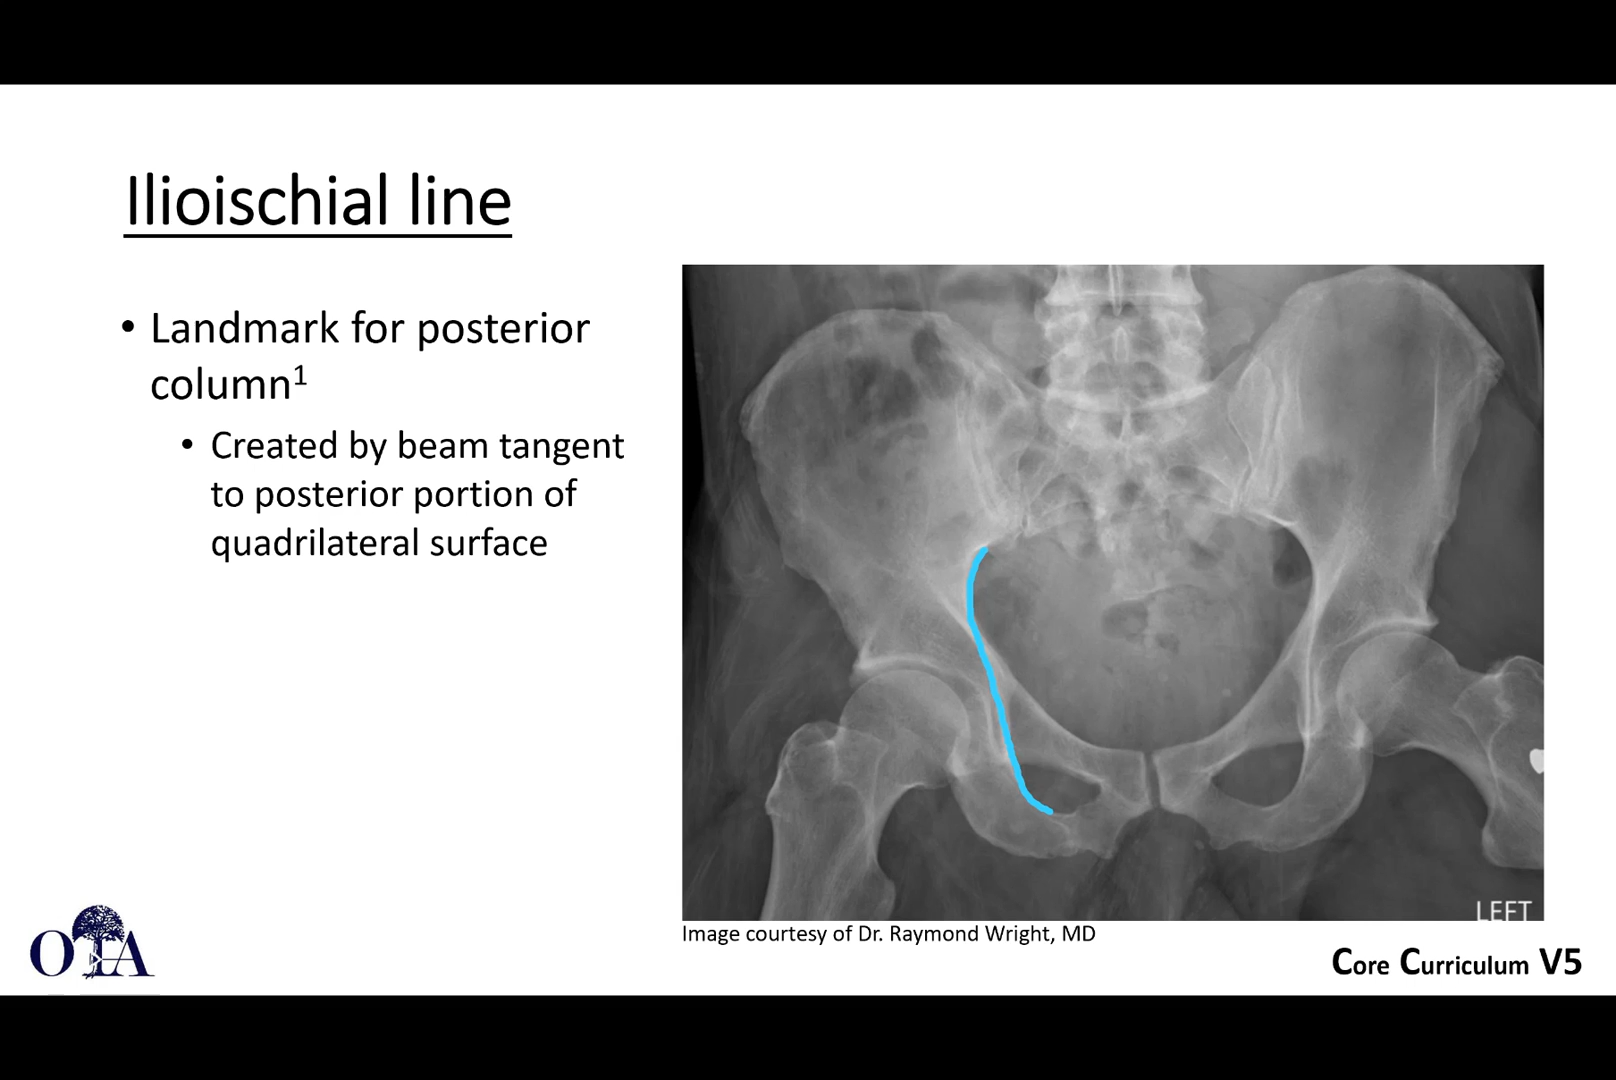 Ilioischial line
• Landmark for posterior
column¹
• Created by beam tangent
to posterior portion of
quadrilateral surface
LEFT
Image courtesy of Dr. Raymond Wright, MD
OTA
Core Curriculum V5